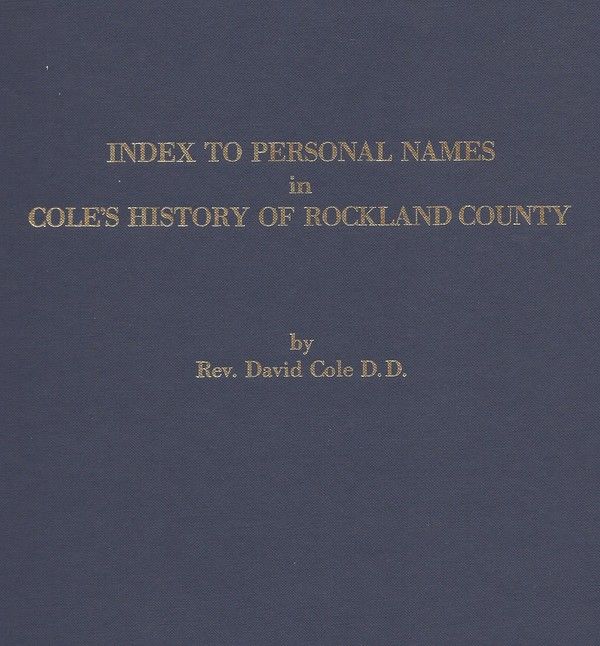 INDEX TO PERSONAL NAMES
in
COLE'S HISTORY OF ROCKLAND COUNTY
by
Rev. David Cole D.D.